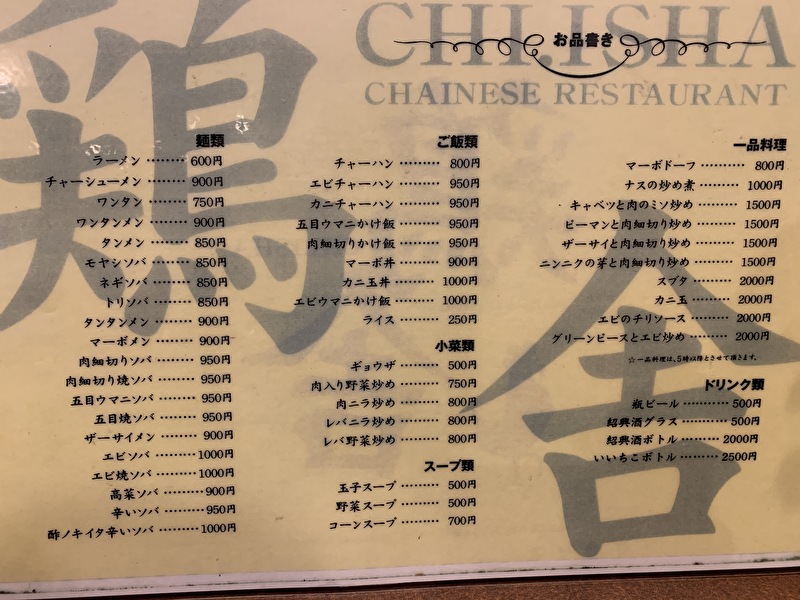 CHI.ISHA
お品書き
CHAINESE RESTAURANT
鶏舎
麺類
ラーメン ……… 600円
チャーシューメン ……… 900円
ワンタン ……… 750円
ワンタンメン ……… 900円
タンメン ……… 850円
モヤシソバ ……… 850円
ネギソバ ……… 850円
トリソバ ……… 850円
タンタンメン ……… 900円
マーボメン ……… 900円
肉細切りソバ ……… 950円
肉細切り焼ソバ ……… 950円
五目ウマニソバ ……… 950円
五目焼ソバ ……… 950円
ザーサイメン ……… 900円
エビソバ ……… 1000円
エビ焼ソバ ……… 1000円
高菜ソバ ……… 900円
辛いソバ ……… 950円
酢ノキイタ辛いソバ ……… 1000円
ご飯類
チャーハン ……… 800円
エビチャーハン ……… 950円
カニチャーハン ……… 950円
五目ウマニかけ飯 ……… 950円
肉細切りかけ飯 ……… 950円
マーボ丼 ……… 900円
カニ玉丼 ……… 1000円
エビウマニかけ飯 ……… 1000円
ライス ……… 250円
小菜類
ギョウザ ……… 500円
肉入り野菜炒め ……… 750円
肉ニラ炒め ……… 800円
レバニラ炒め ……… 800円
レバ野菜炒め ……… 800円
スープ類
玉子スープ ……… 500円
野菜スープ ……… 500円
コーンスープ ……… 700円
一品料理
マーボドーフ ……… 800円
ナスの炒め煮 ……… 1000円
キャベツと肉のミソ炒め ……… 1500円
ピーマンと肉細切り炒め ……… 1500円
ザーサイと肉細切り炒め ……… 1500円
ニンニクの芽と肉細切り炒め ……… 1500円
スブタ ……… 2000円
カニ玉 ……… 2000円
エビのチリソース ……… 2000円
グリーンピースとエビ炒め ……… 2000円
☆一品料理は、5時以降とさせて頂きます。
ドリンク類
瓶ビール ……… 500円
紹興酒グラス ……… 500円
紹興酒ボトル ……… 2000円
いいちこボトル ……… 2500円